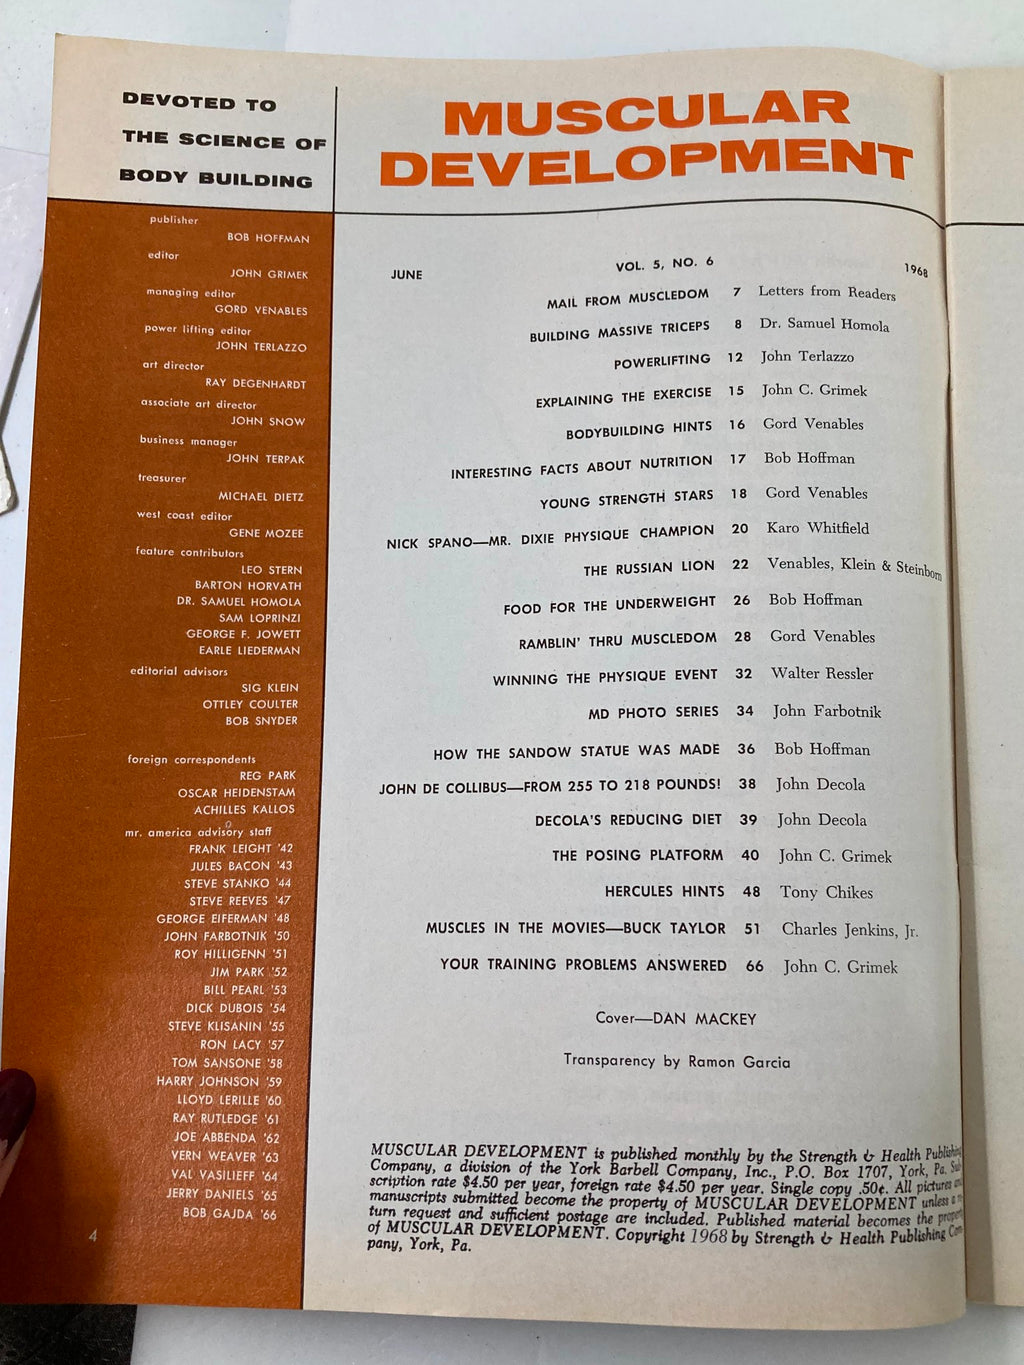 DEVOTED TO
THE SCIENCE OF
BODY BUILDING
publisher
BOB HOFFMAN
editor
JOHN GRIMEK
managing editor
GORD VENABLES
power lifting editor
JOHN TERLAZZO
art director
RAY DEGENHARDT
associate art director
JOHN SNOW
business manager
JOHN TERPAK
treasurer
MICHAEL DIETZ
west coast editor
GENE MOZEE
feature contributors
LEO STERN
BARTON HORVATH
DR. SAMUEL HOMOLA
SAM LOPRINZI
GEORGE F. JOWETT
EARLE LIEDERMAN
editorial advisors
SIG KLEIN
OTTLEY COULTER
BOB SNYDER
foreign correspondents
REG PARK
OSCAR HEIDENSTAM
ACHILLES KALLOS
mr. america advisory staff
FRANK LEIGHT '42
JULES BACON '43
STEVE STANKO '44
STEVE REEVES '47
GEORGE EIFERMAN '48
JOHN FARBOTNIK '50
ROY HILLIGENN '51
JIM PARK '52
BILL PEARL '53
DICK DUBOIS '54
STEVE KLISANIN '55
RON LACY '57
TOM SANSONE '58
HARRY JOHNSON '59
LLOYD LERILLE '60
RAY RUTLEDGE '61
JOE ABBENDA '62
VERN WEAVER '63
VAL VASILIEFF '64
JERRY DANIELS '65
BOB GAJDA '66
4
MUSCULAR
DEVELOPMENT
JUNE VOL. 5, NO. 6 1968
MAIL FROM MUSCLEDOM 7 Letters from Readers
BUILDING MASSIVE TRICEPS 8 Dr. Samuel Homola
POWERLIFTING 12 John Terlazzo
EXPLAINING THE EXERCISE 15 John C. Grimek
BODYBUILDING HINTS 16 Gord Venables
INTERESTING FACTS ABOUT NUTRITION 17 Bob Hoffman
YOUNG STRENGTH STARS 18 Gord Venables
NICK SPANO—MR. DIXIE PHYSIQUE CHAMPION 20 Karo Whitfield
THE RUSSIAN LION 22 Venables, Klein & Steinborn
FOOD FOR THE UNDERWEIGHT 26 Bob Hoffman
RAMBLIN' THRU MUSCLEDOM 28 Gord Venables
WINNING THE PHYSIQUE EVENT 32 Walter Ressler
MD PHOTO SERIES 34 John Farbotnik
HOW THE SANDOW STATUE WAS MADE 36 Bob Hoffman
JOHN DE COLLIBUS—FROM 255 TO 218 POUNDS! 38 John Decola
DECOLA'S REDUCING DIET 39 John Decola
THE POSING PLATFORM 40 John C. Grimek
HERCULES HINTS 48 Tony Chikes
MUSCLES IN THE MOVIES—BUCK TAYLOR 51 Charles Jenkins, Jr.
YOUR TRAINING PROBLEMS ANSWERED 66 John C. Grimek
Cover—DAN MACKEY
Transparency by Ramon Garcia
MUSCULAR DEVELOPMENT is published monthly by the Strength & Health Publishing
Company, a division of the York Barbell Company, Inc., P.O. Box 1707, York, Pa. Sub-
scription rate $4.50 per year, foreign rate $4.50 per year. Single copy .50¢. All pictures and
manuscripts submitted become the property of MUSCULAR DEVELOPMENT unless a re-
turn request and sufficient postage are included. Published material becomes the property
of MUSCULAR DEVELOPMENT. Copyright 1968 by Strength & Health Publishing Com-
pany, York, Pa.